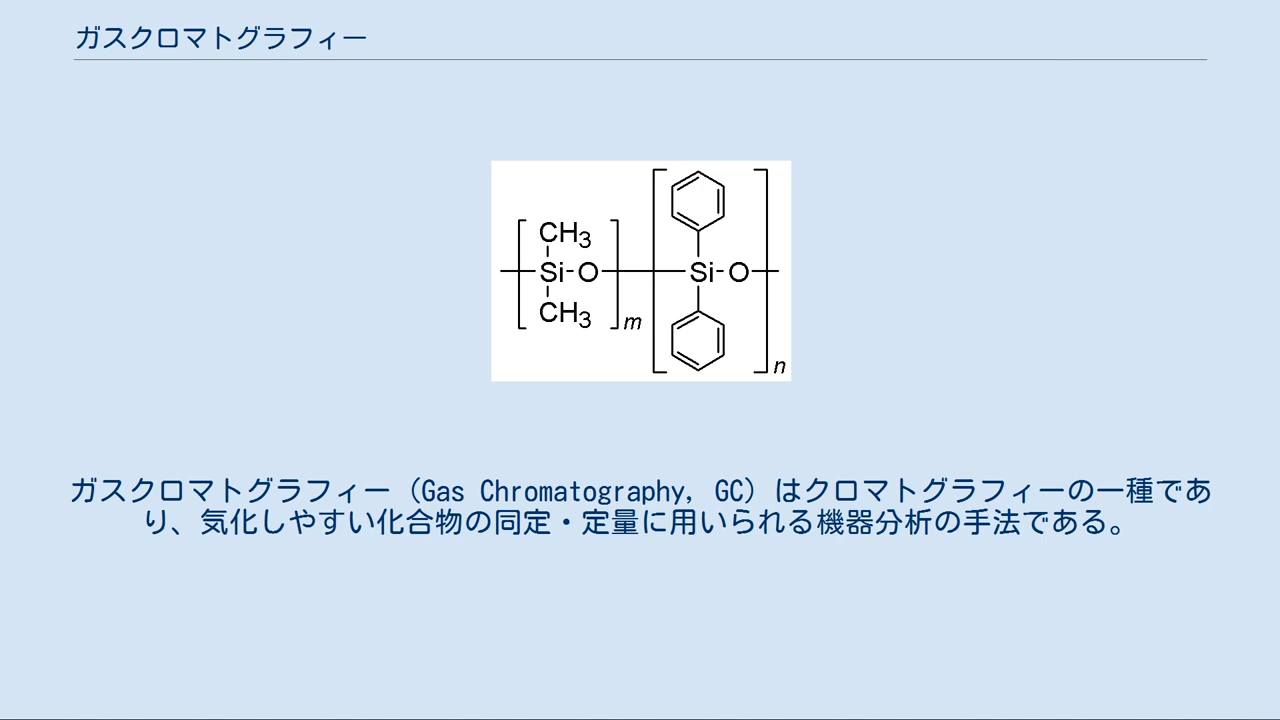 ガスクロマトグラフィー
CH3
Si-O
CH3
m
Si-O
n
ガスクロマトグラフィー（Gas Chromatography, GC）はクロマトグラフィーの一種であ
り、気化しやすい化合物の同定・定量に用いられる機器分析の手法である。